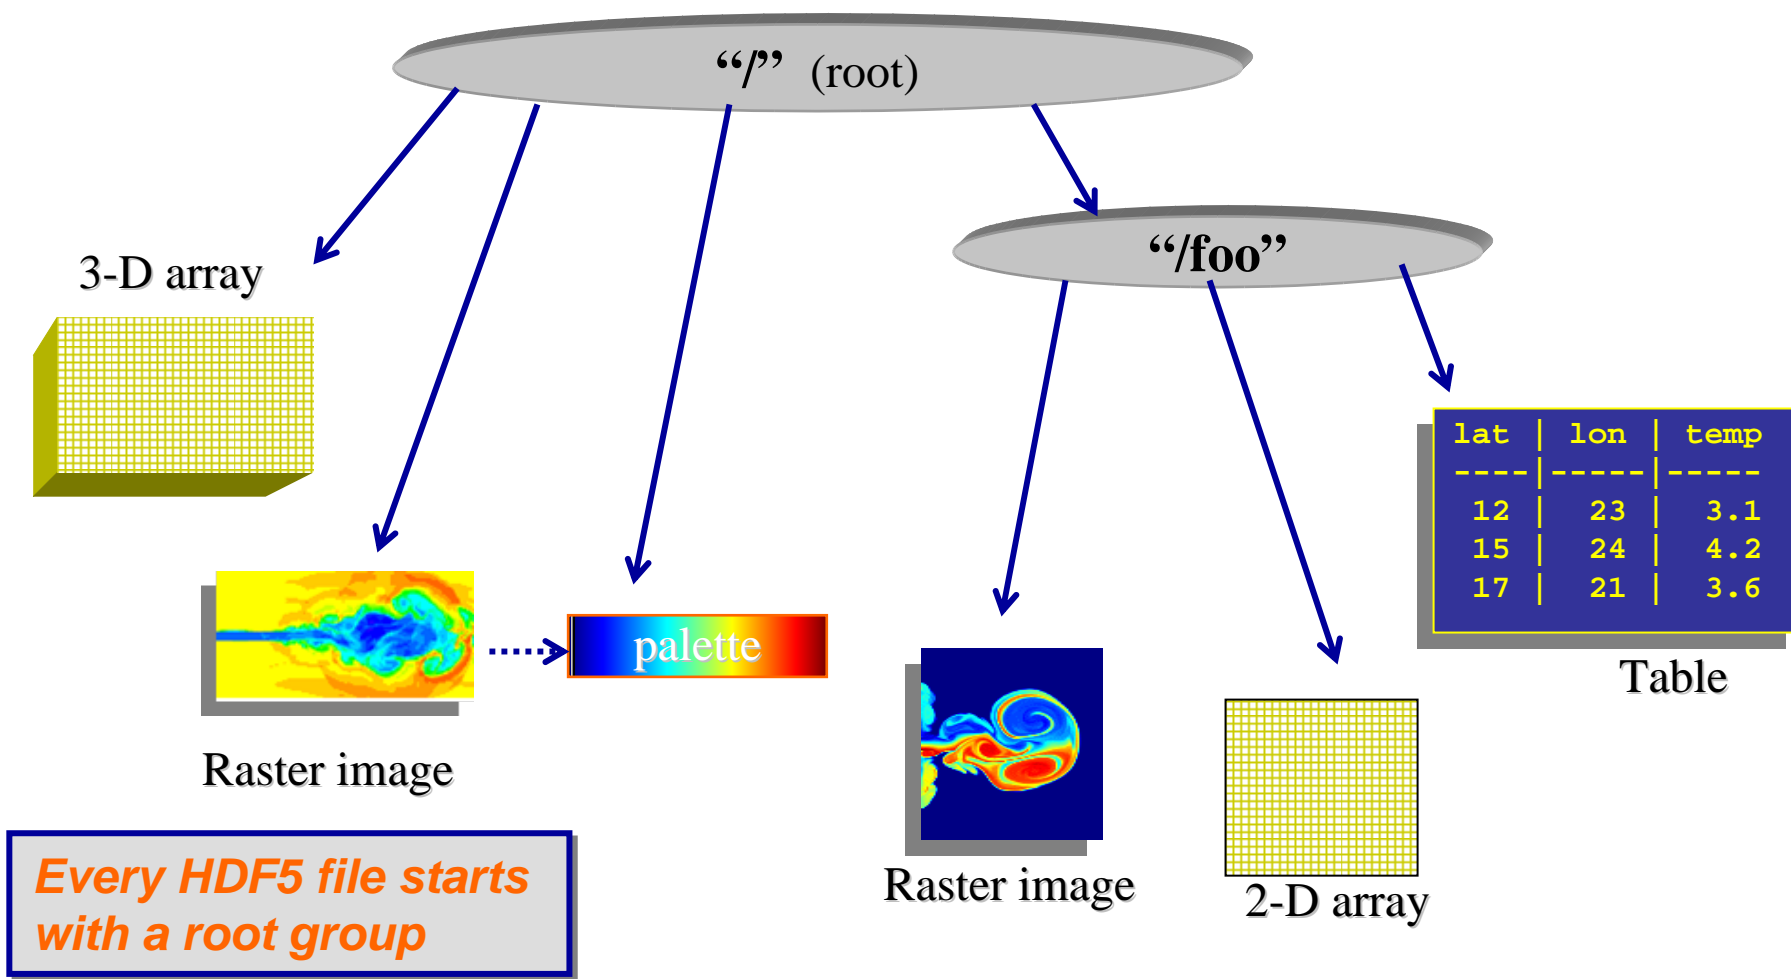 “/” (root)
“/foo”
3-D array
lat | lon | temp
----|-----|-----
12 | 23 | 3.1
15 | 24 | 4.2
17 | 21 | 3.6
palette
Table
Raster image
Raster image
2-D array
Every HDF5 file starts
with a root group